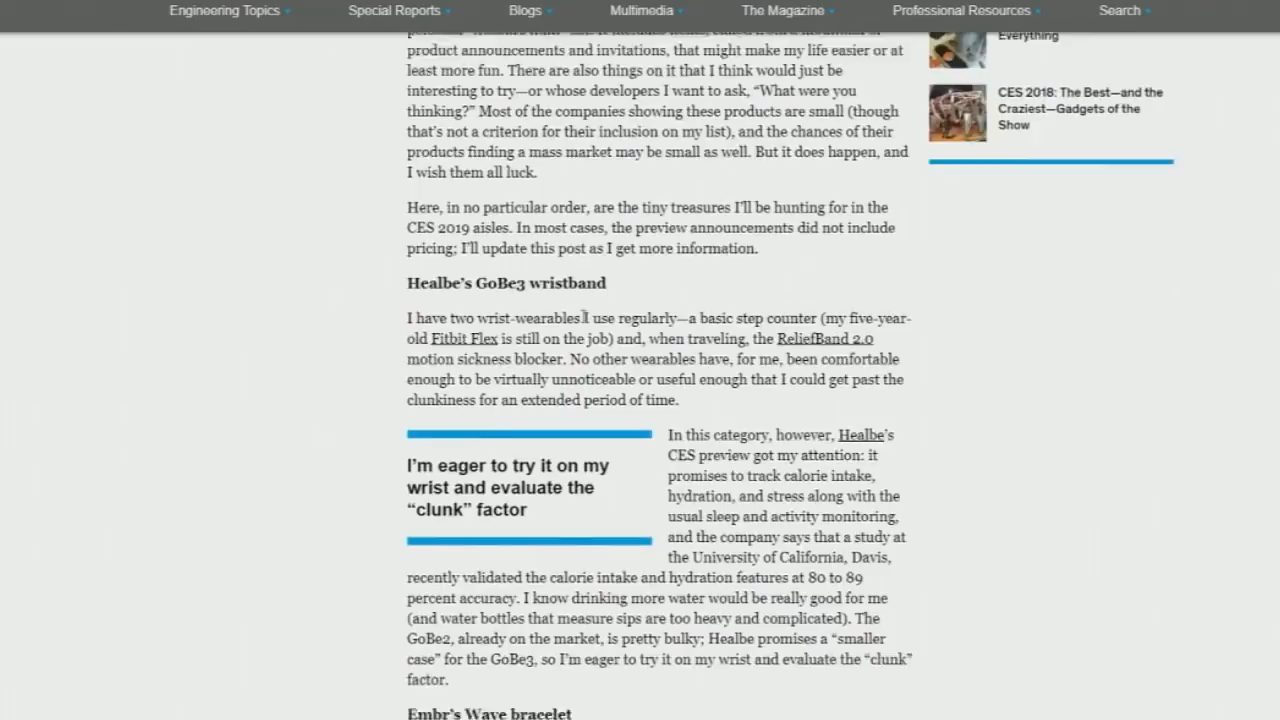 Engineering Topics Special Reports Blogs Multimedia The Magazine Professional Resources Search
product announcements and invitations, that might make my life easier or at
least more fun. There are also things on it that I think would just be
interesting to try—or whose developers I want to ask, “What were you
thinking?” Most of the companies showing these products are small (though
that’s not a criterion for their inclusion on my list), and the chances of their
products finding a mass market may be small as well. But it does happen, and
I wish them all luck.
Here, in no particular order, are the tiny treasures I’ll be hunting for in the
CES 2019 aisles. In most cases, the preview announcements did not include
pricing; I’ll update this post as I get more information.
Healbe’s GoBe3 wristband
I have two wrist-wearables I use regularly—a basic step counter (my five-year-
old Fitbit Flex is still on the job) and, when traveling, the ReliefBand 2.0
motion sickness blocker. No other wearables have, for me, been comfortable
enough to be virtually unnoticeable or useful enough that I could get past the
clunkiness for an extended period of time.
I’m eager to try it on my
wrist and evaluate the
“clunk” factor
In this category, however, Healbe’s
CES preview got my attention: it
promises to track calorie intake,
hydration, and stress along with the
usual sleep and activity monitoring,
and the company says that a study at
the University of California, Davis,
recently validated the calorie intake and hydration features at 80 to 89
percent accuracy. I know drinking more water would be really good for me
(and water bottles that measure sips are too heavy and complicated). The
GoBe2, already on the market, is pretty bulky; Healbe promises a “smaller
case” for the GoBe3, so I’m eager to try it on my wrist and evaluate the “clunk”
factor.
Embr’s Wave bracelet
Everything
CES 2018: The Best—and the
Craziest—Gadgets of the
Show